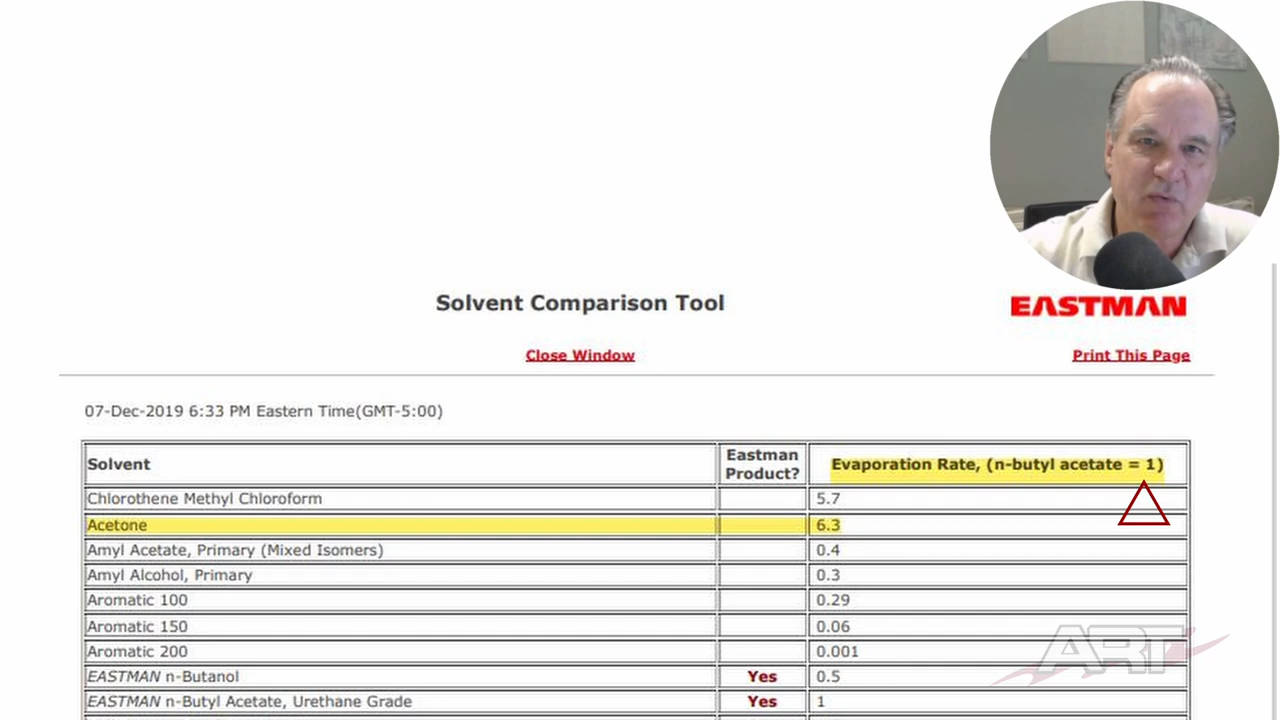 Solvent Comparison Tool
EASTMAN
Close Window
Print This Page
07-Dec-2019 6:33 PM Eastern Time(GMT-5:00)
Solvent
Eastman Product?
Evaporation Rate, (n-butyl acetate = 1)
Chlorothene Methyl Chloroform 5.7
Acetone 6.3
Amyl Acetate, Primary (Mixed Isomers) 0.4
Amyl Alcohol, Primary 0.3
Aromatic 100 0.29
Aromatic 150 0.06
Aromatic 200 0.001
EASTMAN n-Butanol Yes 0.5
EASTMAN n-Butyl Acetate, Urethane Grade Yes 1
ART